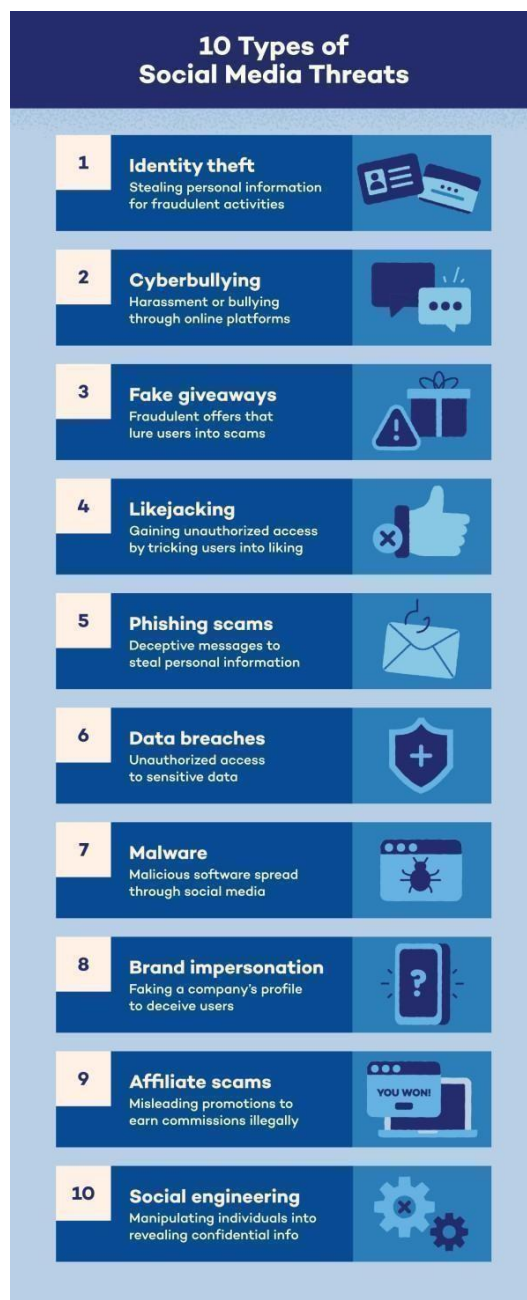 10 Types of
Social Media Threats
1
Identity theft
Stealing personal information
for fraudulent activities
2
Cyberbullying
Harassment or bullying
through online platforms
3
Fake giveaways
Fraudulent offers that
lure users into scams
4
Likejacking
Gaining unauthorized access
by tricking users into liking
5
Phishing scams
Deceptive messages to
steal personal information
6
Data breaches
Unauthorized access
to sensitive data
7
Malware
Malicious software spread
through social media
8
Brand impersonation
Faking a company's profile
to deceive users
?
9
Affiliate scams
Misleading promotions to
earn commissions illegally
YOU WON!
10
Social engineering
Manipulating individuals into
revealing confidential info